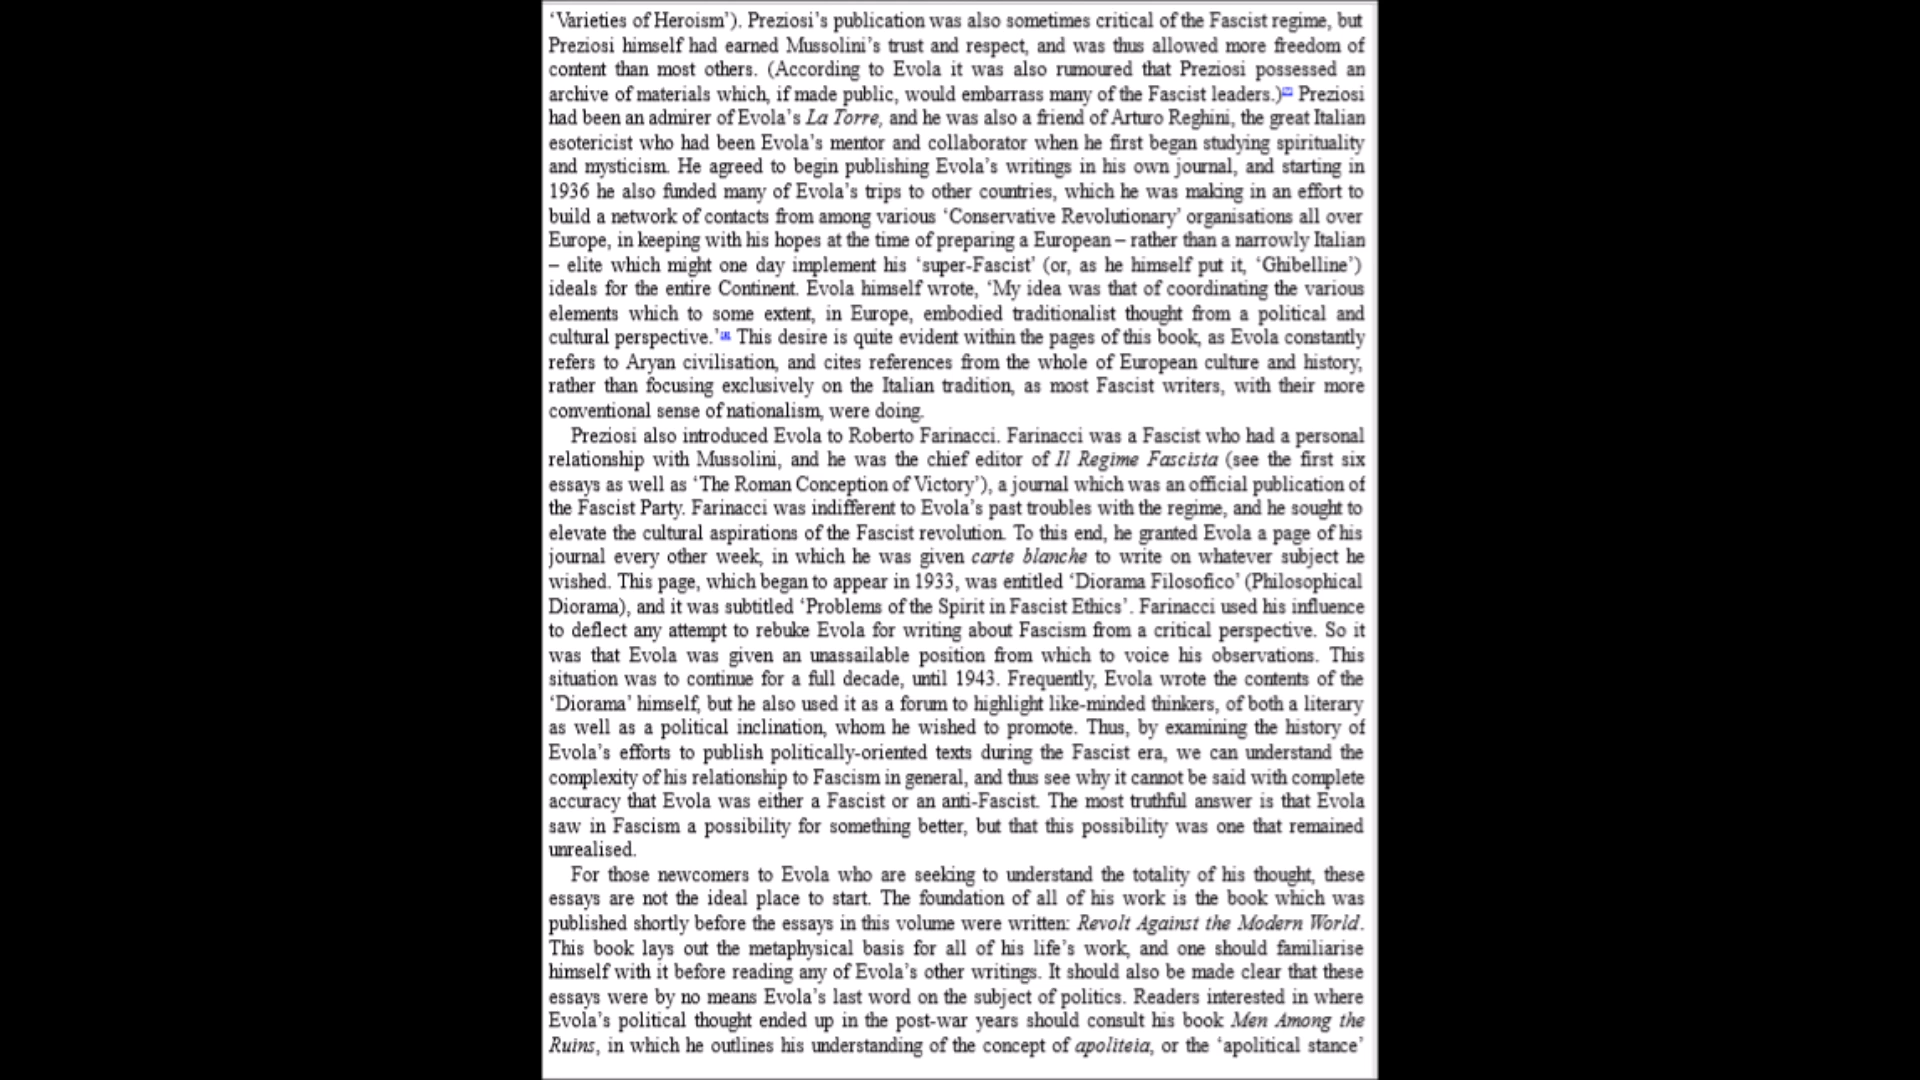 ‘Varieties of Heroism’). Preziosi’s publication was also sometimes critical of the Fascist regime, but
Preziosi himself had earned Mussolini’s trust and respect, and was thus allowed more freedom of
content than most others. (According to Evola it was also rumoured that Preziosi possessed an
archive of materials which, if made public, would embarrass many of the Fascist leaders.) Preziosi
had been an admirer of Evola’s La Torre, and he was also a friend of Arturo Reghini, the great Italian
esotericist who had been Evola’s mentor and collaborator when he first began studying spirituality
and mysticism. He agreed to begin publishing Evola’s writings in his own journal, and starting in
1936 he also funded many of Evola’s trips to other countries, which he was making in an effort to
build a network of contacts from among various ‘Conservative Revolutionary’ organisations all over
Europe, in keeping with his hopes at the time of preparing a European – rather than a narrowly Italian
– elite which might one day implement his ‘super-Fascist’ (or, as he himself put it, ‘Ghibelline’)
ideals for the entire Continent. Evola himself wrote, ‘My idea was that of coordinating the various
elements which to some extent, in Europe, embodied traditionalist thought from a political and
cultural perspective.’ This desire is quite evident within the pages of this book, as Evola constantly
refers to Aryan civilisation, and cites references from the whole of European culture and history,
rather than focusing exclusively on the Italian tradition, as most Fascist writers, with their more
conventional sense of nationalism, were doing.
Preziosi also introduced Evola to Roberto Farinacci. Farinacci was a Fascist who had a personal
relationship with Mussolini, and he was the chief editor of Il Regime Fascista (see the first six
essays as well as ‘The Roman Conception of Victory’), a journal which was an official publication of
the Fascist Party. Farinacci was indifferent to Evola’s past troubles with the regime, and he sought to
elevate the cultural aspirations of the Fascist revolution. To this end, he granted Evola a page of his
journal every other week, in which he was given carte blanche to write on whatever subject he
wished. This page, which began to appear in 1933, was entitled ‘Diorama Filosofico’ (Philosophical
Diorama), and it was subtitled ‘Problems of the Spirit in Fascist Ethics’. Farinacci used his influence
to deflect any attempt to rebuke Evola for writing about Fascism from a critical perspective. So it
was that Evola was given an unassailable position from which to voice his observations. This
situation was to continue for a full decade, until 1943. Frequently, Evola wrote the contents of the
‘Diorama’ himself, but he also used it as a forum to highlight like-minded thinkers, of both a literary
as well as a political inclination, whom he wished to promote. Thus, by examining the history of
Evola’s efforts to publish politically-oriented texts during the Fascist era, we can understand the
complexity of his relationship to Fascism in general, and thus see why it cannot be said with complete
accuracy that Evola was either a Fascist or an anti-Fascist. The most truthful answer is that Evola
saw in Fascism a possibility for something better, but that this possibility was one that remained
unrealised.
For those newcomers to Evola who are seeking to understand the totality of his thought, these
essays are not the ideal place to start. The foundation of all of his work is the book which was
published shortly before the essays in this volume were written: Revolt Against the Modern World.
This book lays out the metaphysical basis for all of his life’s work, and one should familiarise
himself with it before reading any of Evola’s other writings. It should also be made clear that these
essays were by no means Evola’s last word on the subject of politics. Readers interested in where
Evola’s political thought ended up in the post-war years should consult his book Men Among the
Ruins, in which he outlines his understanding of the concept of apoliteia, or the ‘apolitical stance’